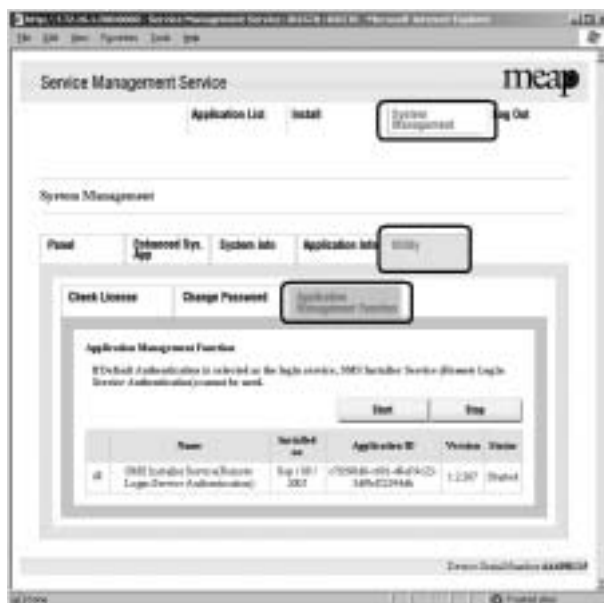 Service Management Service
meap
Application List
Install
System Management
Log Out
System Management
Panel
Enhanced Sys. App
System Info
Application Info
Utility
Check License
Change Password
Application Management Function
Application Management Function
If Default Authentication is selected as the login service, SMS Installer Service (Remote Login
Service Authentication) cannot be used.
Start
Stop
Name
Installed on
Application ID
Version
Status
SMS Installer Service(Remote
Login Service Authentication)
Started
Device Serial Number